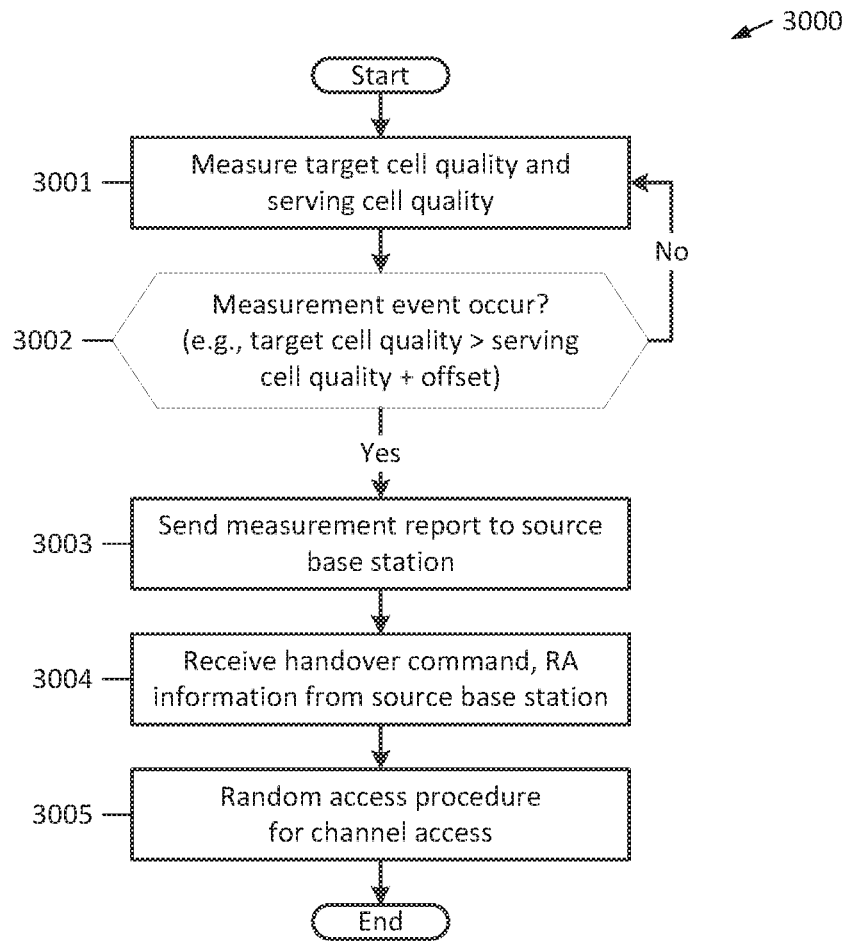 3000
Start
3001
Measure target cell quality and
serving cell quality
No
3002
Measurement event occur?
(e.g., target cell quality > serving
cell quality + offset)
Yes
3003
Send measurement report to source
base station
3004
Receive handover command, RA
information from source base station
3005
Random access procedure
for channel access
End